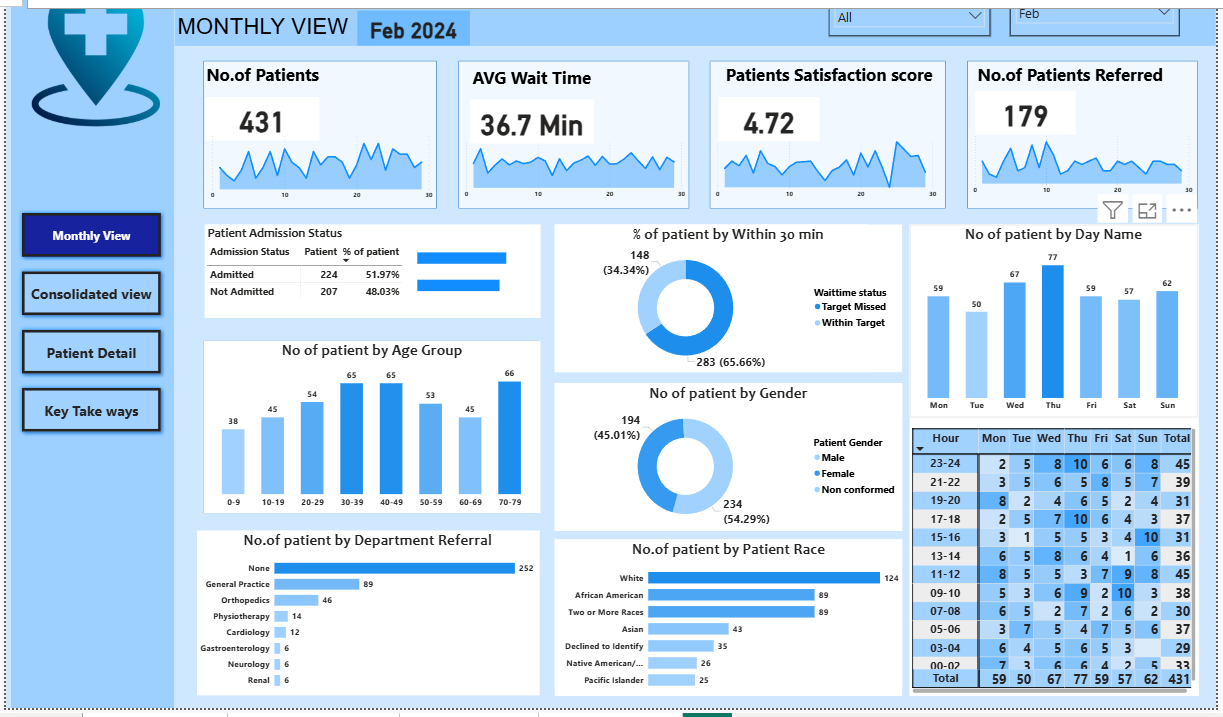 MONTHLY VIEW
Feb 2024
All
Feb
No.of Patients
431
0 10 20 30
AVG Wait Time
36.7 Min
0 10 20 30
Patients Satisfaction score
4.72
0 10 20 30
No.of Patients Referred
179
0 10 20 30
Monthly View
Consolidated view
Patient Detail
Key Take ways
Patient Admission Status
Admission Status Patient % of patient
Admitted 224 51.97%
Not Admitted 207 48.03%
% of patient by Within 30 min
148
(34.34%)
283 (65.66%)
Waittime status
Target Missed
Within Target
No of patient by Day Name
59 50 67 77 59 57 62
Mon Tue Wed Thu Fri Sat Sun
No of patient by Age Group
38 45 54 65 65 53 45 66
0-9 10-19 20-29 30-39 40-49 50-59 60-69 70-79
No of patient by Gender
194
(45.01%)
234
(54.29%)
Patient Gender
Male
Female
Non conformed
Hour Mon Tue Wed Thu Fri Sat Sun Total
23-24 2 5 8 10 6 6 8 45
21-22 3 5 6 5 8 5 7 39
19-20 8 2 4 6 5 2 4 31
17-18 2 5 7 10 6 4 3 37
15-16 3 1 5 5 3 4 10 31
13-14 6 5 8 6 4 1 6 36
11-12 8 5 5 3 7 9 8 45
09-10 5 3 6 9 2 10 3 38
07-08 6 5 2 7 2 6 2 30
05-06 3 7 5 4 7 5 6 37
03-04 6 4 5 6 5 3 29
00-02 7 3 6 6 4 2 5 33
Total 59 50 67 77 59 57 62 431
No.of patient by Department Referral
None 252
General Practice 89
Orthopedics 46
Physiotherapy 14
Cardiology 12
Gastroenterology 6
Neurology 6
Renal 6
No.of patient by Patient Race
White 124
African American 89
Two or More Races 89
Asian 43
Declined to Identify 35
Native American/... 26
Pacific Islander 25